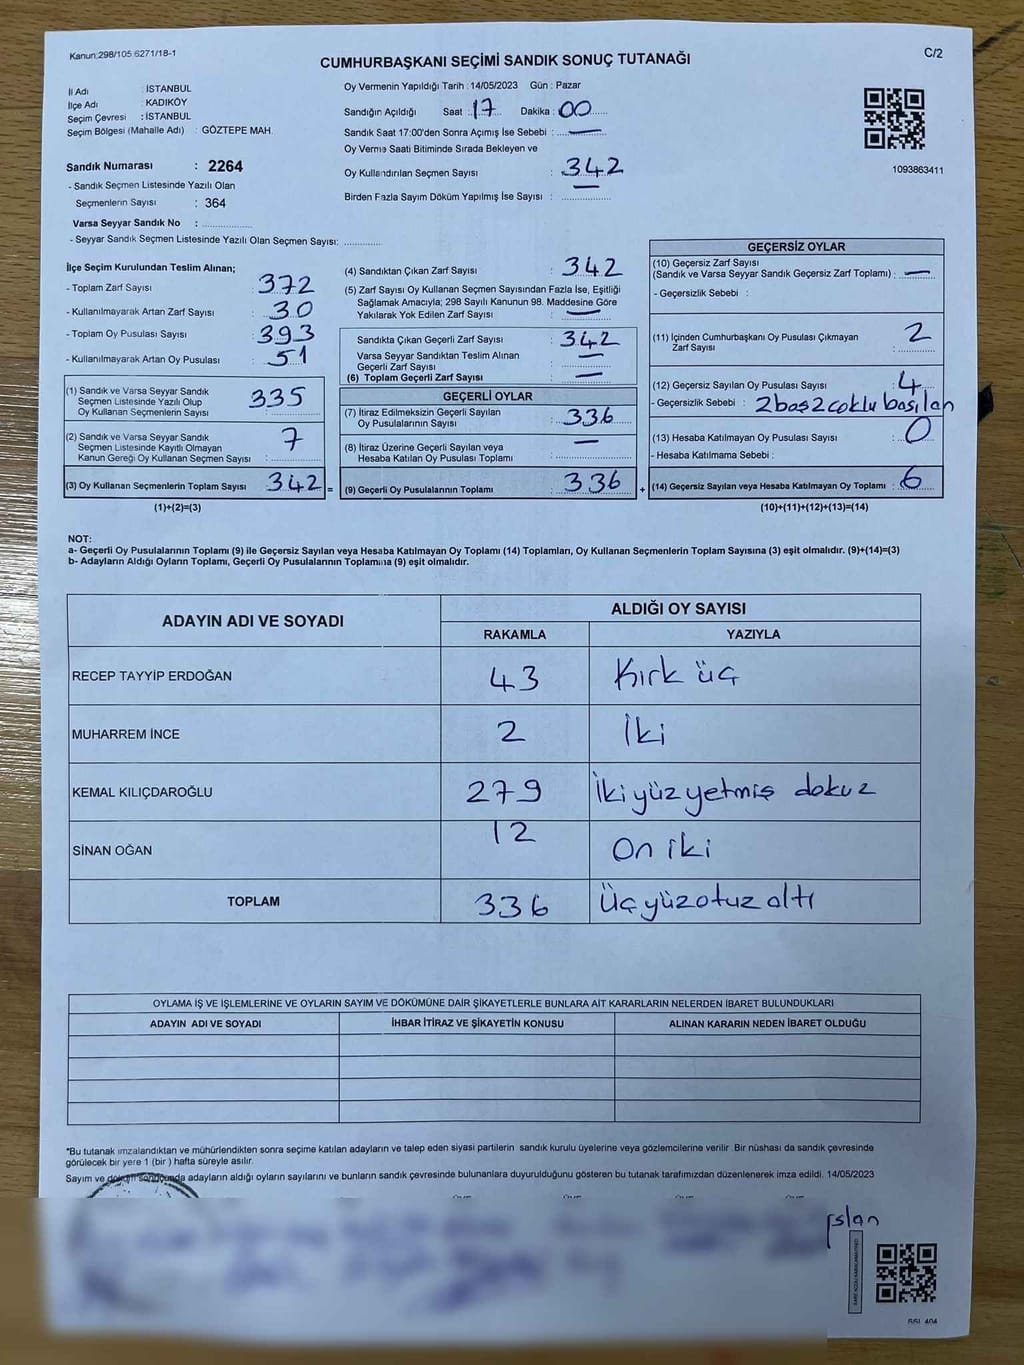 Kanun:298/105 6271/18-1
C/2
CUMHURBAŞKANI SEÇİMİ SANDIK SONUÇ TUTANAĞI
İl Adı : İSTANBUL
İlçe Adı : KADIKÖY
Seçim Çevresi : İSTANBUL
Seçim Bölgesi (Mahalle Adı) : GÖZTEPE MAH.
Sandık Numarası : 2264
- Sandık Seçmen Listesinde Yazılı Olan
Seçmenlerin Sayısı : 364
Varsa Seyyar Sandık No :
- Seyyar Sandık Seçmen Listesinde Yazılı Olan Seçmen Sayısı:
Oy Vermenin Yapıldığı Tarih : 14/05/2023 Gün : Pazar
Sandığın Açıldığı Saat : 17 Dakika : 00
Sandık Saat 17:00'den Sonra Açımış İse Sebebi : —
Oy Verme Saati Bitiminde Sırada Bekleyen ve
Oy Kullandırılan Seçmen Sayısı : 342
Birden Fazla Sayım Döküm Yapılmış İse Sayısı : —
1093863411
İlçe Seçim Kurulundan Teslim Alınan;
- Toplam Zarf Sayısı : 372
- Kullanılmayarak Artan Zarf Sayısı : 30
- Toplam Oy Pusulası Sayısı : 393
- Kullanılmayarak Artan Oy Pusulası : 51
(1) Sandık ve Varsa Seyyar Sandık
Seçmen Listesinde Yazılı Olup
Oy Kullanan Seçmenlerin Sayısı : 335
(2) Sandık ve Varsa Seyyar Sandık
Seçmen Listesinde Kayıtlı Olmayan
Kanun Gereği Oy Kullanan Seçmen Sayısı : 7
(3) Oy Kullanan Seçmenlerin Toplam Sayısı : 342 =
(1)+(2)=(3)
(4) Sandıktan Çıkan Zarf Sayısı : 342
(5) Zarf Sayısı Oy Kullanan Seçmen Sayısından Fazla İse, Eşitliği
Sağlamak Amacıyla; 298 Sayılı Kanunun 98. Maddesine Göre
Yakılarak Yok Edilen Zarf Sayısı : —
Sandıkta Çıkan Geçerli Zarf Sayısı : 342
Varsa Seyyar Sandıktan Teslim Alınan
Geçerli Zarf Sayısı : —
(6) Toplam Geçerli Zarf Sayısı : —
GEÇERLİ OYLAR
(7) İtiraz Edilmeksizin Geçerli Sayılan
Oy Pusulalarının Sayısı : 336
(8) İtiraz Üzerine Geçerli Sayılan veya
Hesaba Katılan Oy Pusulası Toplamı : —
(9) Geçerli Oy Pusulalarının Toplamı : 336 +
GEÇERSİZ OYLAR
(10) Geçersiz Zarf Sayısı
(Sandık ve Varsa Seyyar Sandık Geçersiz Zarf Toplamı) : —
- Geçersizlik Sebebi :
(11) İçinden Cumhurbaşkanı Oy Pusulası Çıkmayan
Zarf Sayısı : 2
(12) Geçersiz Sayılan Oy Pusulası Sayısı : 4
- Geçersizlik Sebebi : 2 boş 2 çoklu basılan
(13) Hesaba Katılmayan Oy Pusulası Sayısı : 0
- Hesaba Katılmama Sebebi :
(14) Geçersiz Sayılan veya Hesaba Katılmayan Oy Toplamı : 6
(10)+(11)+(12)+(13)=(14)
NOT:
a- Geçerli Oy Pusulalarının Toplamı (9) ile Geçersiz Sayılan veya Hesaba Katılmayan Oy Toplamı (14) Toplamları, Oy Kullanan Seçmenlerin Toplam Sayısına (3) eşit olmalıdır. (9)+(14)=(3)
b- Adayların Aldığı Oyların Toplamı, Geçerli Oy Pusulalarının Toplamına (9) eşit olmalıdır.
ADAYIN ADI VE SOYADI ALDIĞI OY SAYISI
RAKAMLA YAZIYLA
RECEP TAYYİP ERDOĞAN 43 Kırk üç
MUHARREM İNCE 2 İki
KEMAL KILIÇDAROĞLU 279 İkiyüzyetmiş dokuz
SİNAN OĞAN 12 On iki
TOPLAM 336 Üçyüzotuzaltı
OYLAMA İŞ VE İŞLEMLERİNE VE OYLARIN SAYIM VE DÖKÜMÜNE DAİR ŞİKAYETLERLE BUNLARA AİT KARARLARIN NELERDEN İBARET BULUNDUKLARI
ADAYIN ADI VE SOYADI İHBAR İTİRAZ VE ŞİKAYETİN KONUSU ALINAN KARARIN NEDEN İBARET OLDUĞU
*Bu tutanak imzalandıktan ve mühürlendikten sonra seçime katılan adayların ve talep eden siyasi partilerin sandık kurulu üyelerine veya gözlemcilerine verilir. Bir nüshası da sandık çevresinde
görülecek bir yere 1 (bir) hafta süreyle asılır.
Sayım ve döküm sonucunda adayların aldığı oyların sayılarını ve bunların sandık çevresinde bulunanlara duyurulduğunu gösteren bu tutanak tarafımızdan düzenlenerek imza edildi. 14/05/2023